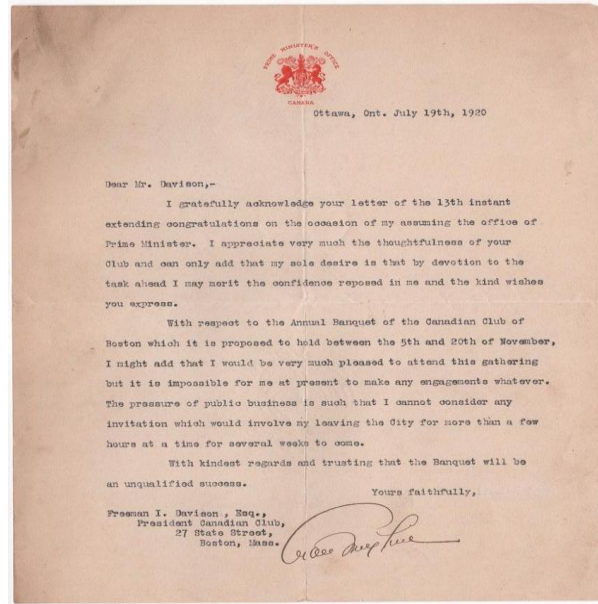 PRIME MINISTER'S OFFICE
CANADA
Ottawa, Ont. July 19th, 1920
Dear Mr. Davison,-
I gratefully acknowledge your letter of the 13th instant
extending congratulations on the occasion of my assuming the office of
Prime Minister. I appreciate very much the thoughtfulness of your
Club and can only add that my sole desire is that by devotion to the
task ahead I may merit the confidence reposed in me and the kind wishes
you express.
With respect to the Annual Banquet of the Canadian Club of
Boston which it is proposed to hold between the 5th and 20th of November,
I might add that I would be very much pleased to attend this gathering
but it is impossible for me at present to make any engagements whatever.
The pressure of public business is such that I cannot consider any
invitation which would involve my leaving the City for more than a few
hours at a time for several weeks to come.
With kindest regards and trusting that the Banquet will be
an unqualified success.
Yours faithfully,
Freeman I. Davison, Esq.,
President Canadian Club,
27 State Street,
Boston, Mass.